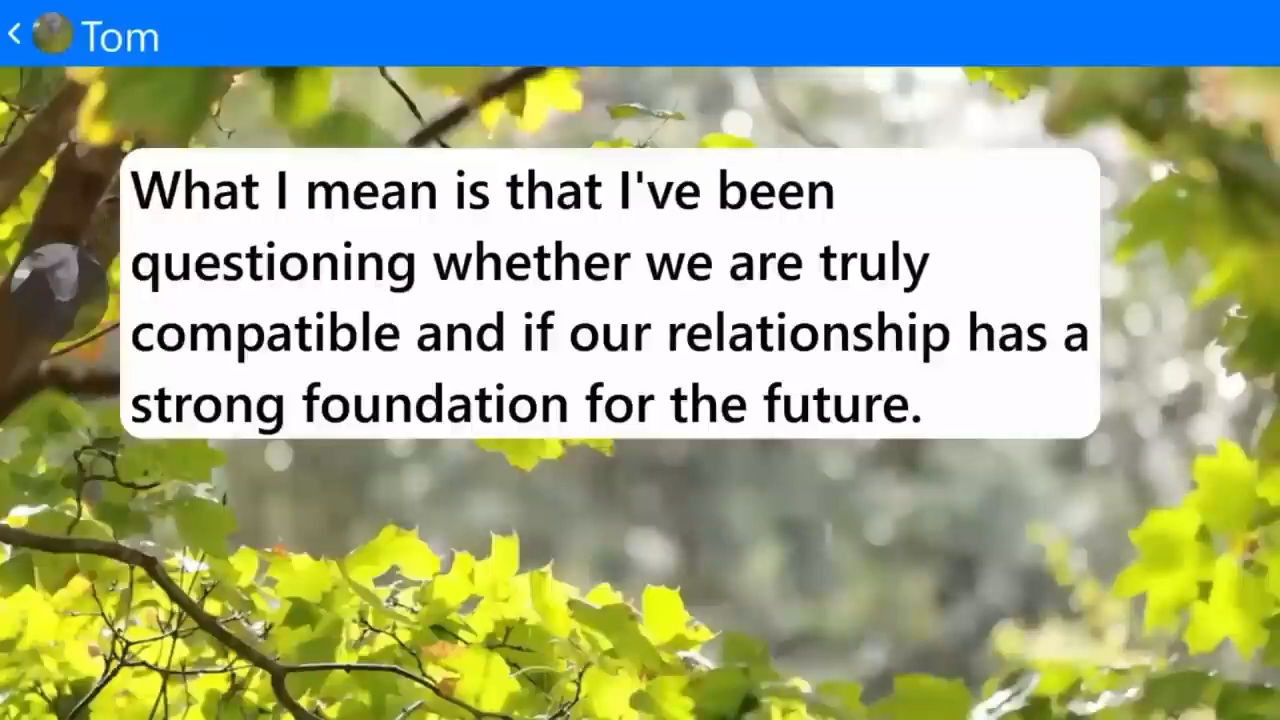 Tom
What I mean is that I've been
questioning whether we are truly
compatible and if our relationship has a
strong foundation for the future.